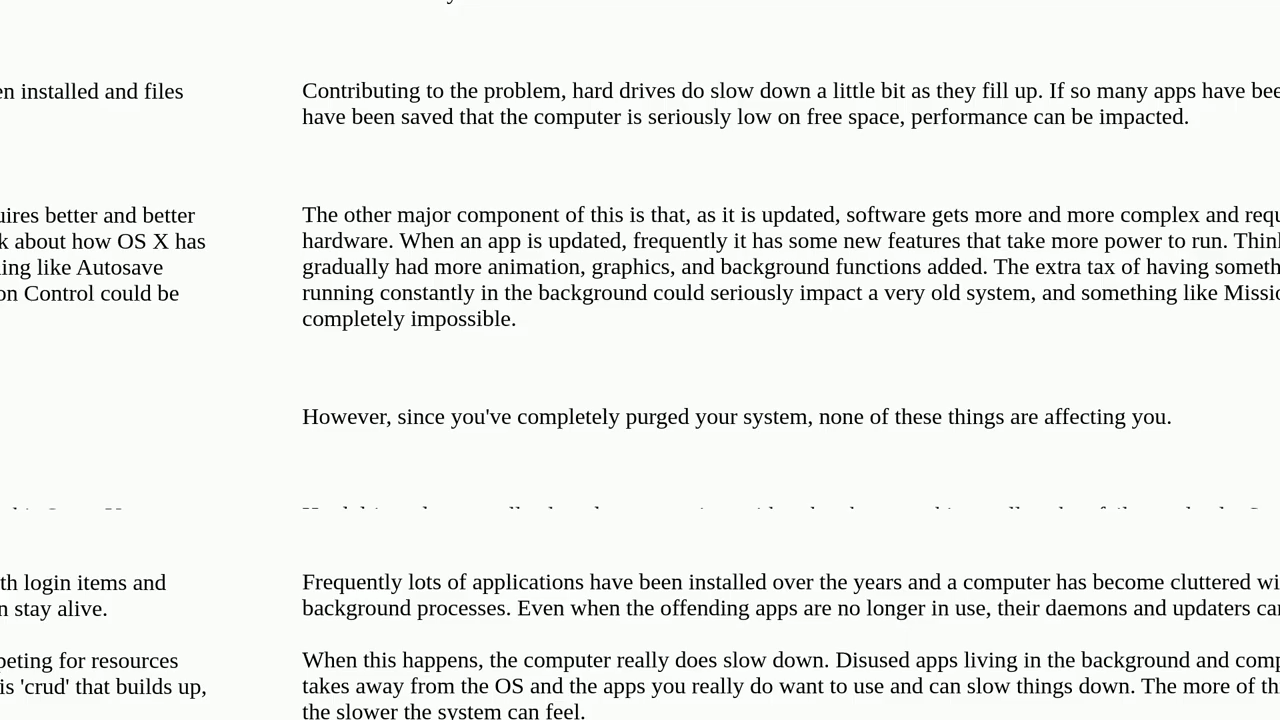 en installed and files
uires better and better
k about how OS X has
ing like Autosave
on Control could be
th login items and
n stay alive.
peting for resources
is 'crud' that builds up,
Contributing to the problem, hard drives do slow down a little bit as they fill up. If so many apps have bee
have been saved that the computer is seriously low on free space, performance can be impacted.
The other major component of this is that, as it is updated, software gets more and more complex and requ
hardware. When an app is updated, frequently it has some new features that take more power to run. Think
gradually had more animation, graphics, and background functions added. The extra tax of having someth
running constantly in the background could seriously impact a very old system, and something like Missio
completely impossible.
However, since you've completely purged your system, none of these things are affecting you.
Frequently lots of applications have been installed over the years and a computer has become cluttered wi
background processes. Even when the offending apps are no longer in use, their daemons and updaters can
When this happens, the computer really does slow down. Disused apps living in the background and comp
takes away from the OS and the apps you really do want to use and can slow things down. The more of th
the slower the system can feel.